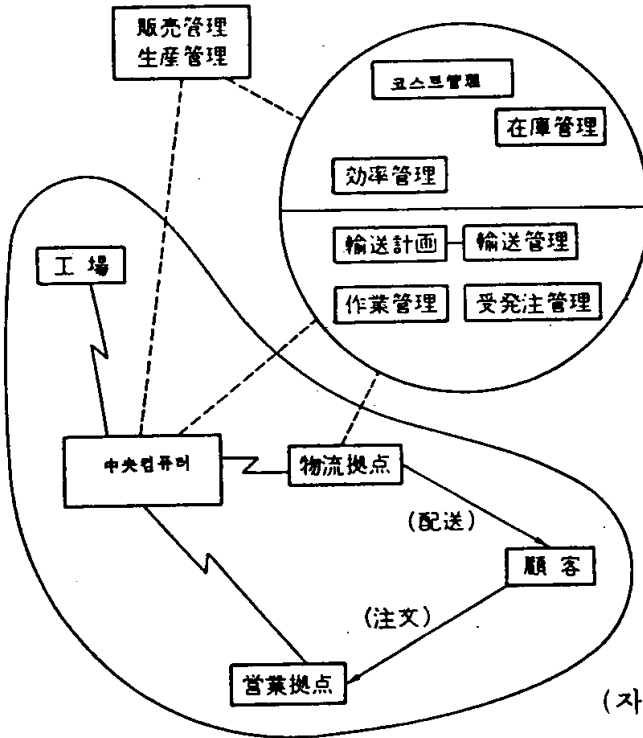 販売管理
生産管理
코스트管理
在庫管理
効率管理
輸送計画
輸送管理
作業管理
受発注管理
工場
中央컴퓨터
物流拠点
(配送)
顧客
(注文)
営業拠点
(자